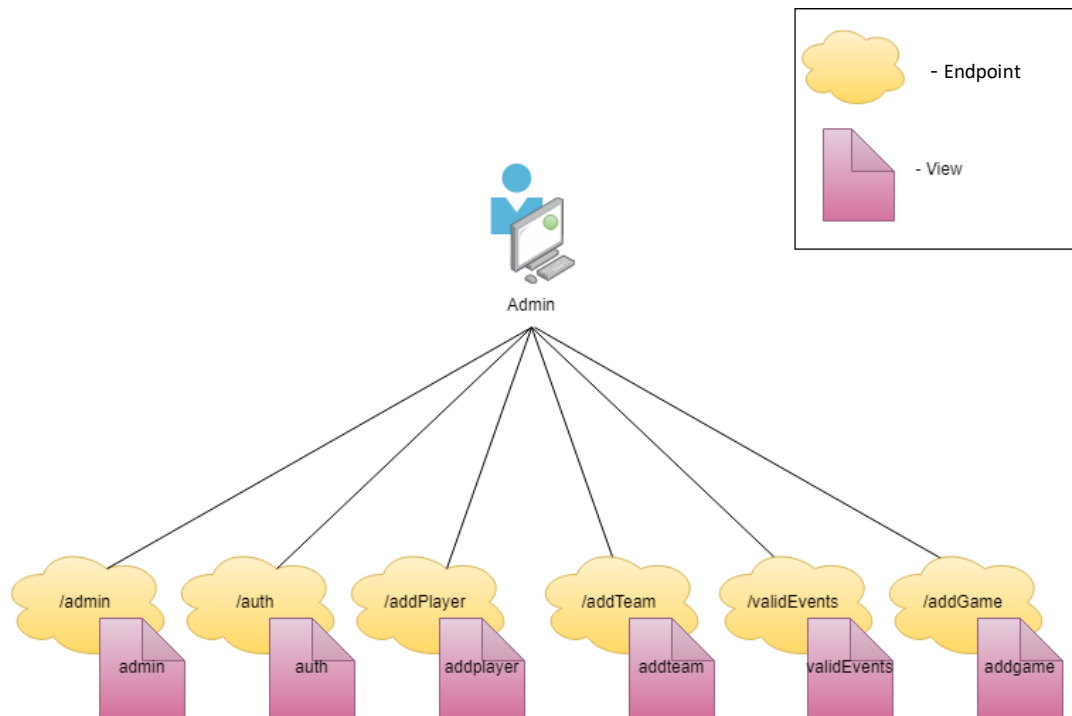 - Endpoint
- View
Admin
/admin
/auth
/addPlayer
/addTeam
/validEvents
/addGame
admin
auth
addplayer
addteam
validEvents
addgame